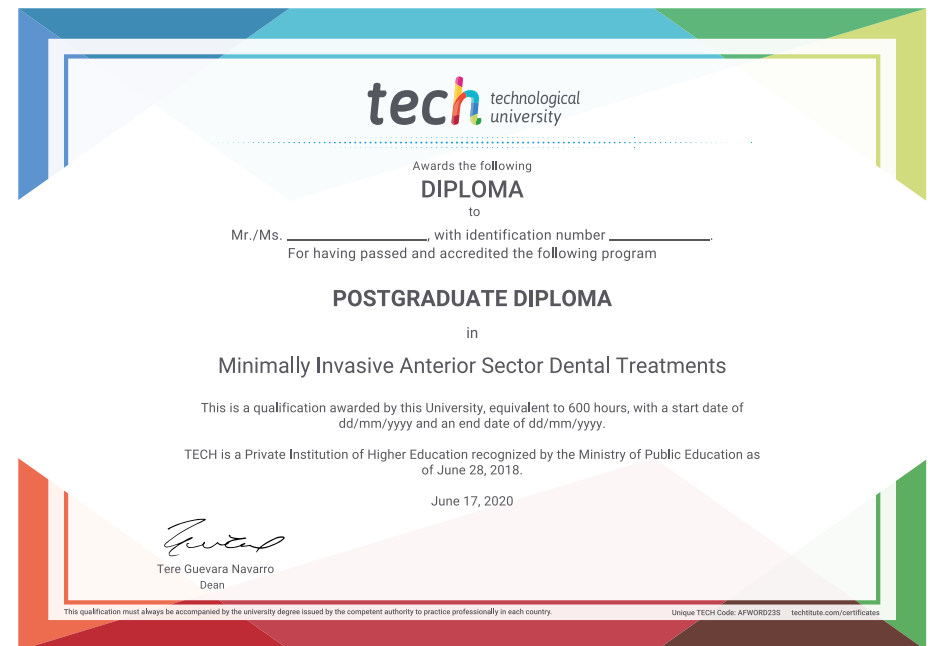 tech technological
university
Awards the following
DIPLOMA
to
Mr./Ms. ____________, with identification number ____________.
For having passed and accredited the following program
POSTGRADUATE DIPLOMA
in
Minimally Invasive Anterior Sector Dental Treatments
This is a qualification awarded by this University, equivalent to 600 hours, with a start date of
dd/mm/yyyy and an end date of dd/mm/yyyy.
TECH is a Private Institution of Higher Education recognized by the Ministry of Public Education as
of June 28, 2018.
June 17, 2020
Tere Guevara Navarro
Dean
This qualification must always be accompanied by the university degree issued by the competent authority to practice professionally in each country.
Unique TECH Code: AFWORD23S techtitute.com/certificates